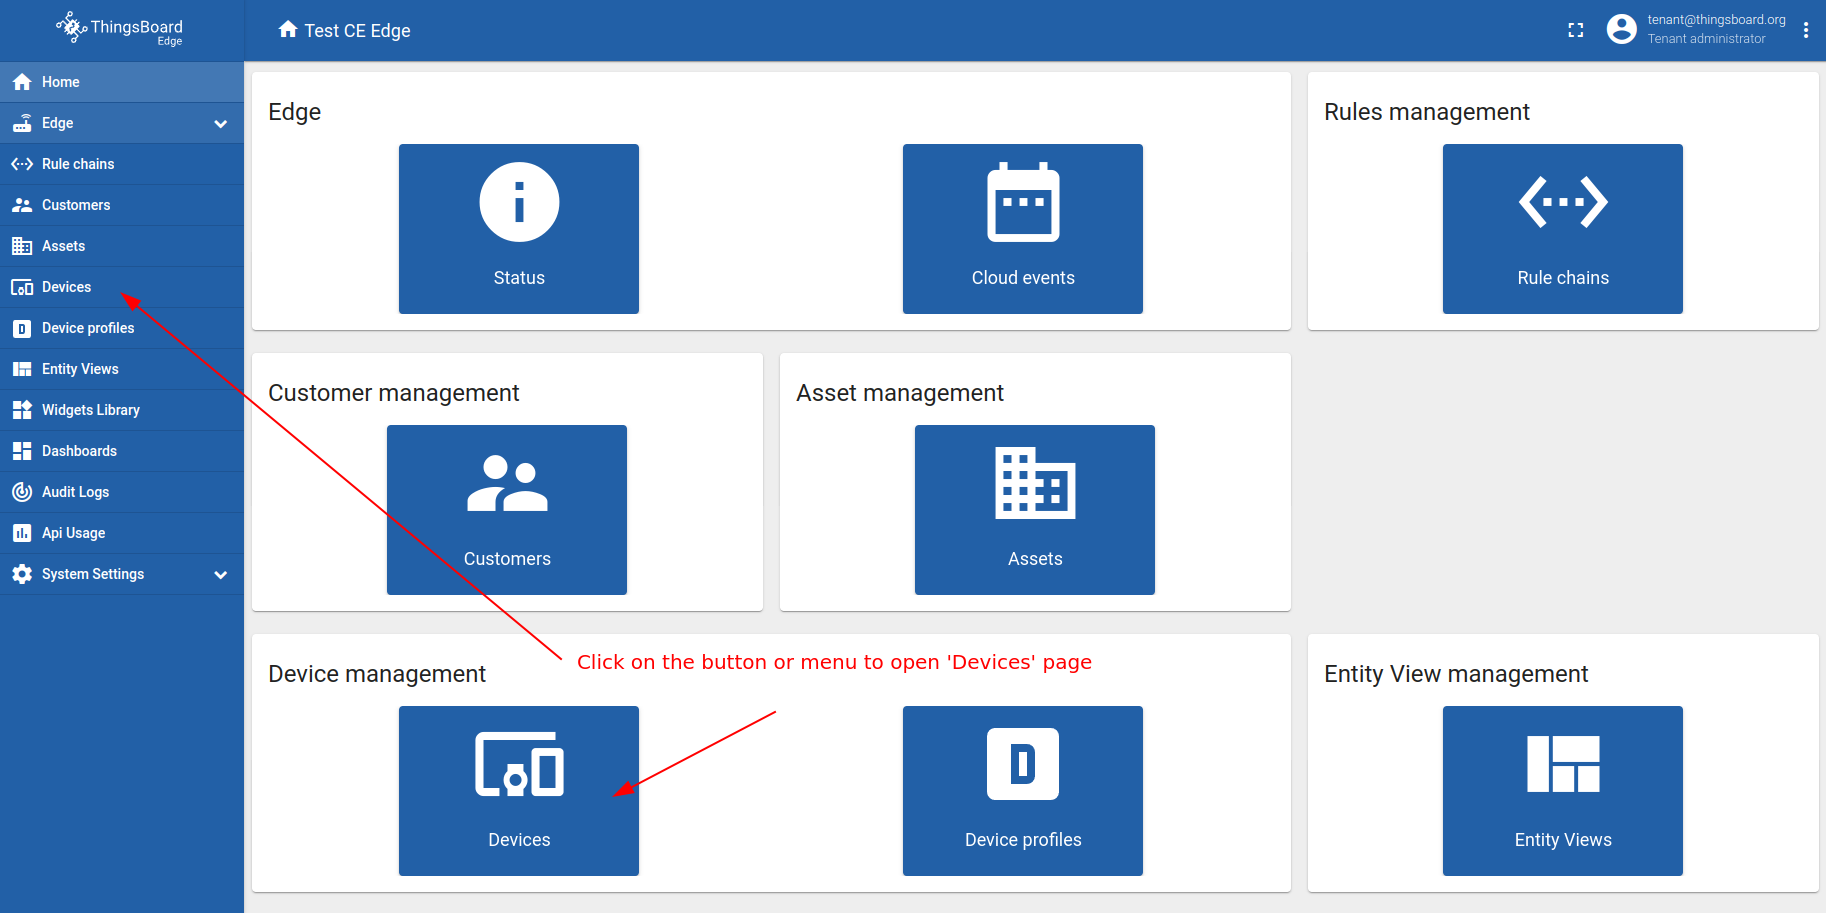 ThingsBoard
Edge
Test CE Edge
tenant@thingsboard.org
Tenant administrator
Home
Edge
Rule chains
Customers
Assets
Devices
Device profiles
Entity Views
Widgets Library
Dashboards
Audit Logs
Api Usage
System Settings
Edge
Status
Cloud events
Rules management
Rule chains
Customer management
Customers
Asset management
Assets
Device management
Click on the button or menu to open 'Devices' page
Devices
D
Device profiles
Entity View management
Entity Views